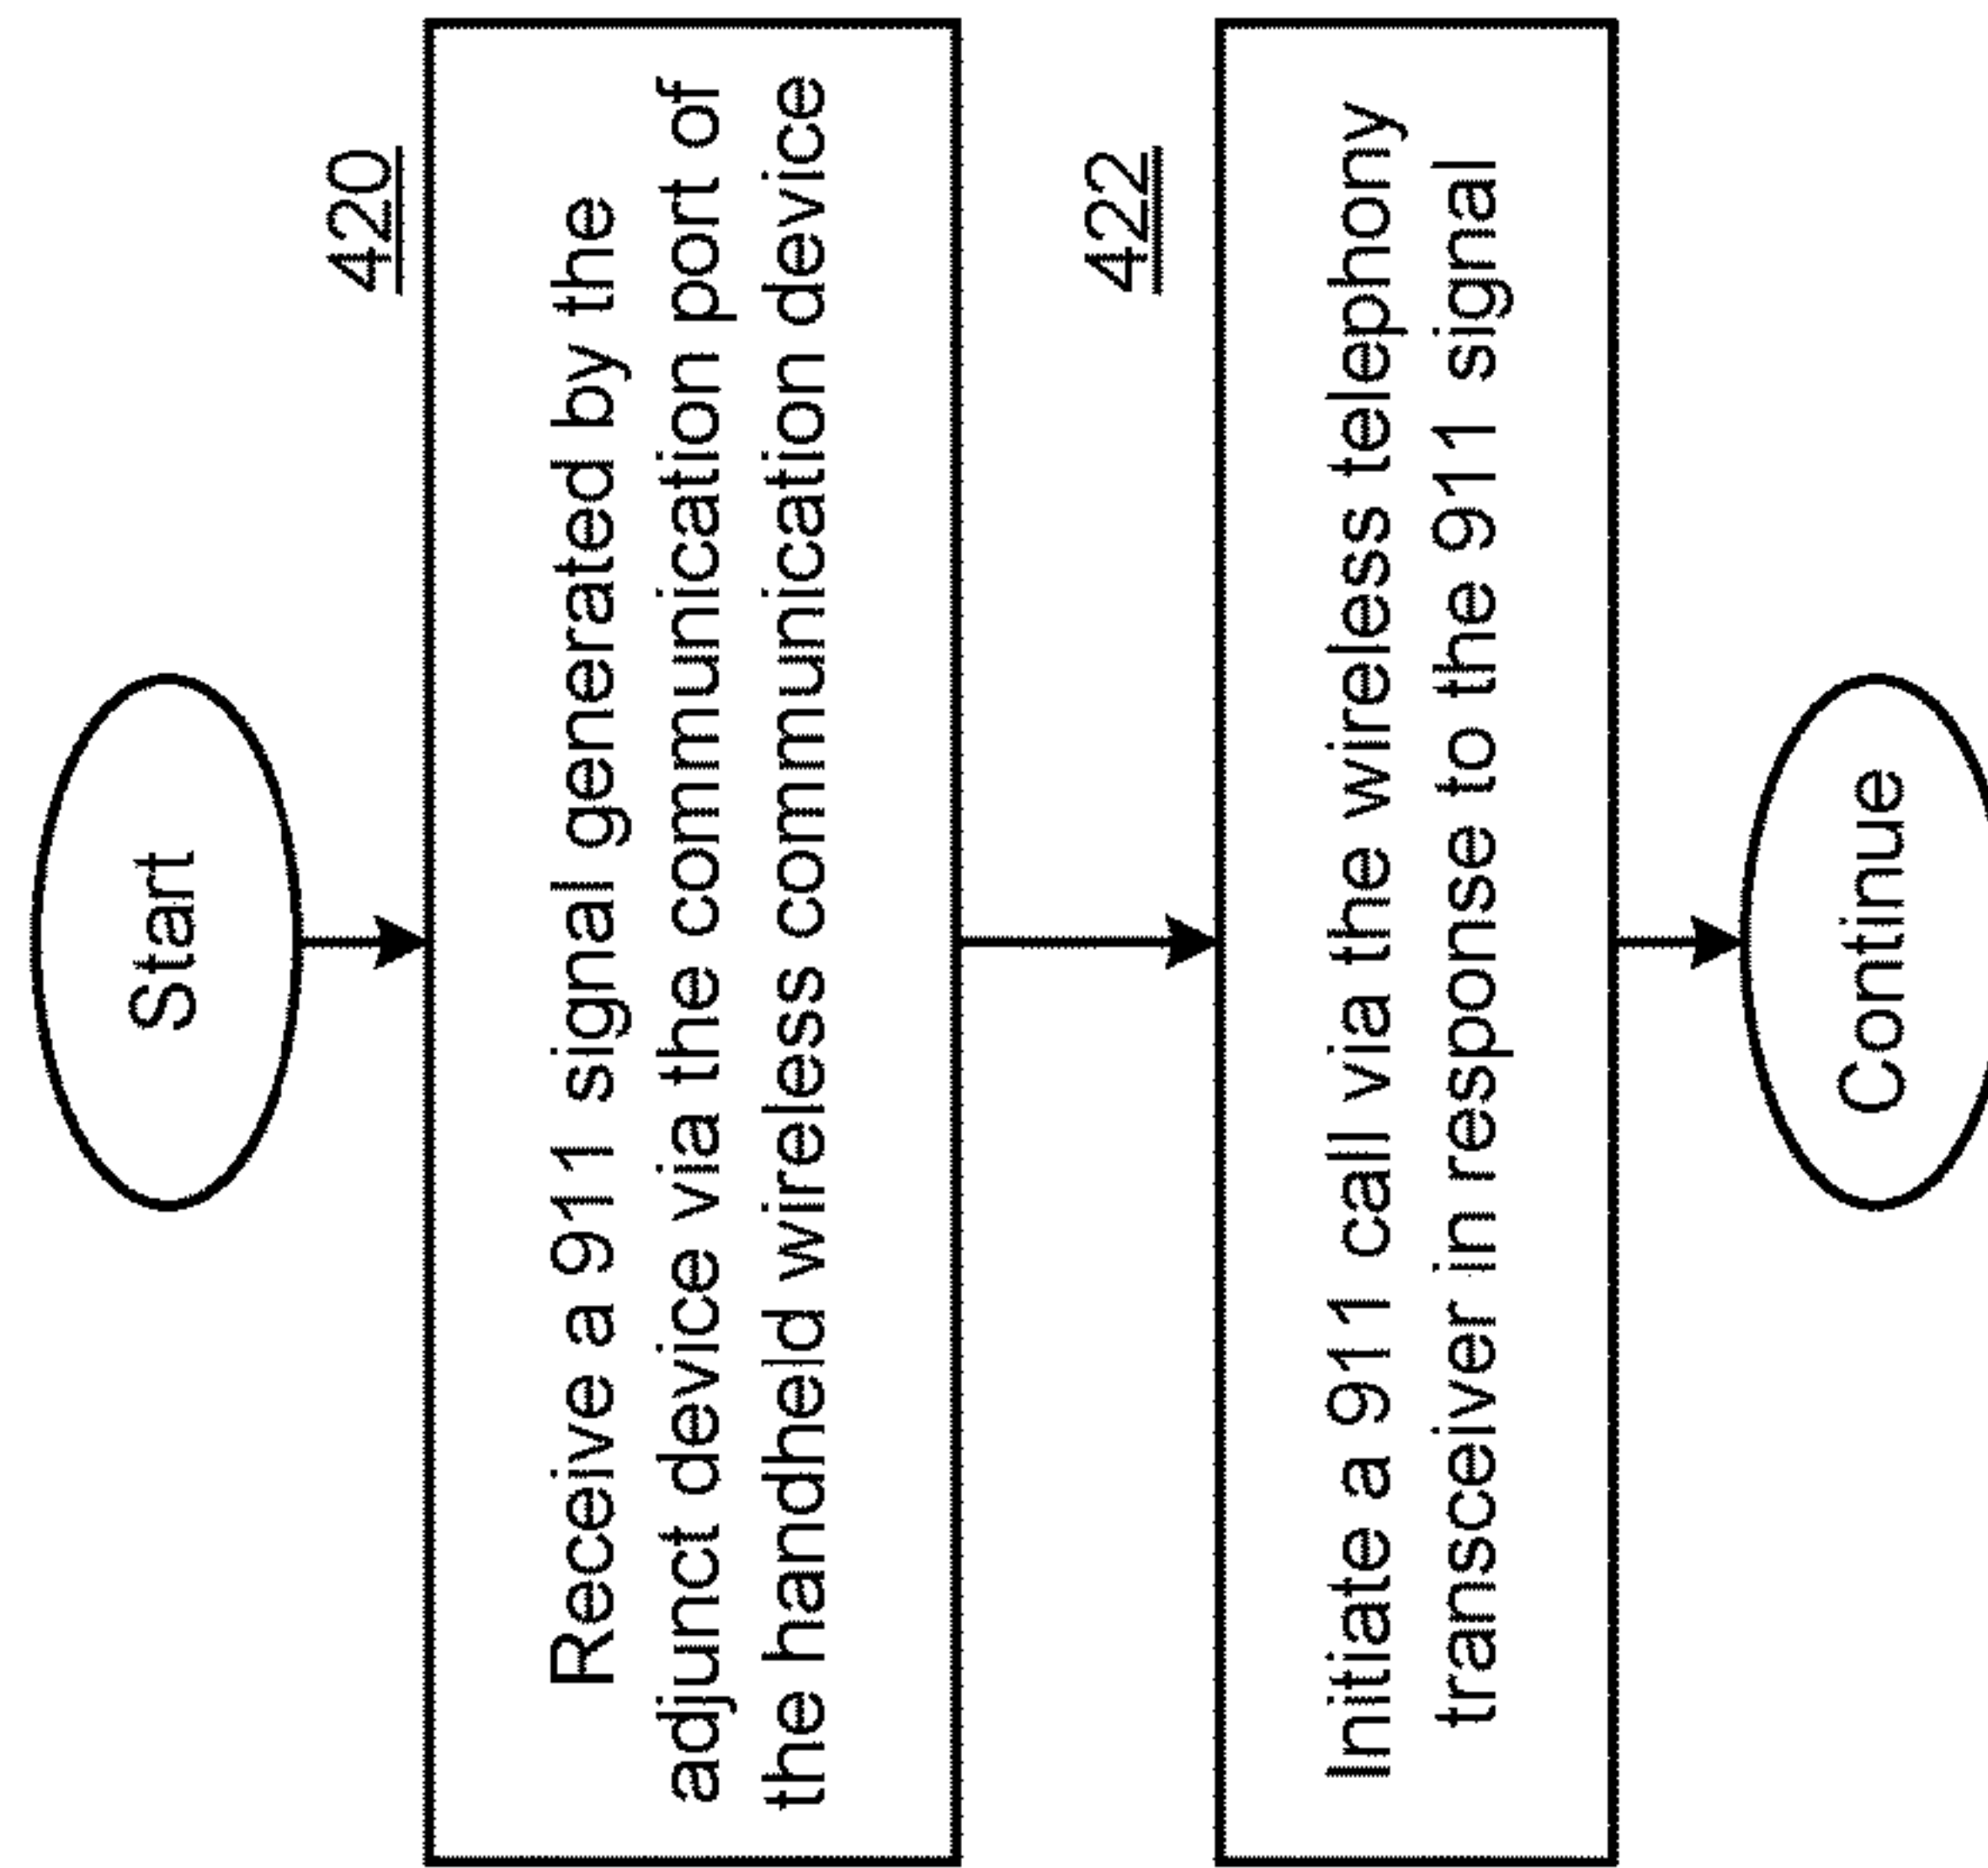 Start
420
Receive a 911 signal generated by the
adjunct device via the communication port of
the handheld wireless communication device
422
Initiate a 911 call via the wireless telephony
transceiver in response to the 911 signal
Continue